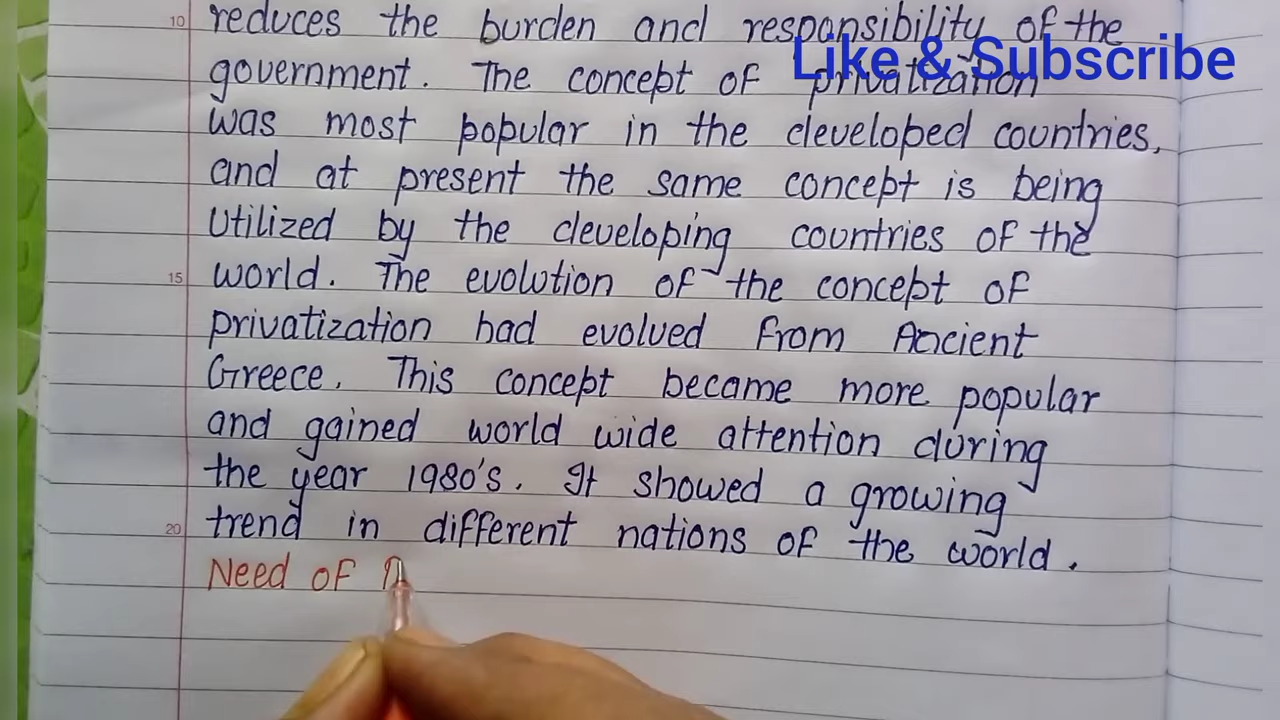 10 reduces the burden and responsibility of the
Like & Subscribe
government. The concept of privatization
was most popular in the developed countries,
and at present the same concept is being
utilized by the developing countries of the
15 world. The evolution of the concept of
privatization had evolved from Ancient
Greece. This concept became more popular
and gained world wide attention during
the year 1980's. It showed a growing
20 trend in different nations of the world.
Need of